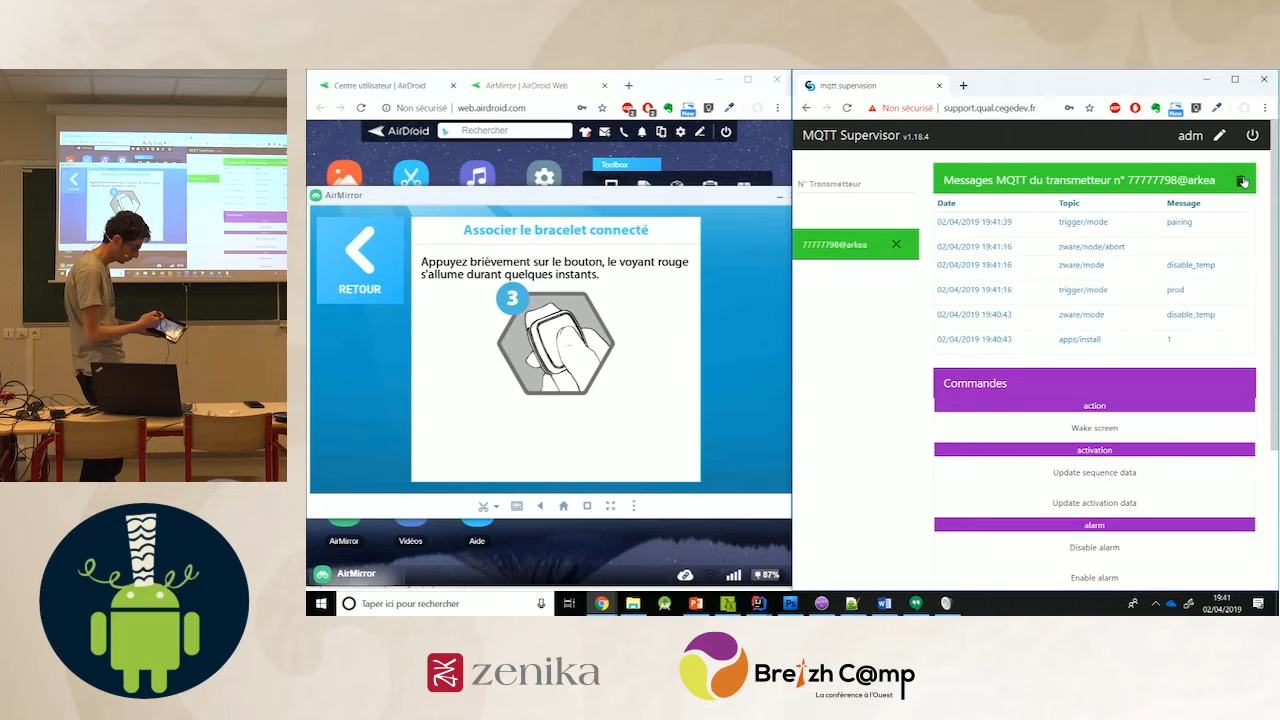 Centre utilisateur | AirDroid
AirMirror | AirDroid Web
Non sécurisé
web.airdroid.com
AirDroid
Rechercher
Toolbox
AirMirror
RETOUR
Associer le bracelet connecté
Appuyez brièvement sur le bouton, le voyant rouge
s'allume durant quelques instants.
3
AirMirror
Vidéos
Aide
AirMirror
87%
mqtt supervision
Non sécurisé
support.qual.cegedev.fr
New
New
MQTT Supervisor v1.18.4
adm
N° Transmetteur
77777798@arkea
Messages MQTT du transmetteur n° 77777798@arkea
Date Topic Message
02/04/2019 19:41:39 trigger/mode pairing
02/04/2019 19:41:16 zware/node/abort
02/04/2019 19:41:16 zware/mode disable_temp
02/04/2019 19:41:16 trigger/mode prod
02/04/2019 19:40:43 zware/mode disable_temp
02/04/2019 19:40:43 apps/install 1
Commandes
action
Wake screen
activation
Update sequence data
Update activation data
alarm
Disable alarm
Enable alarm
Taper ici pour rechercher
19:41
02/04/2019
zenika
Breizh C@mp
La conférence à l'Ouest